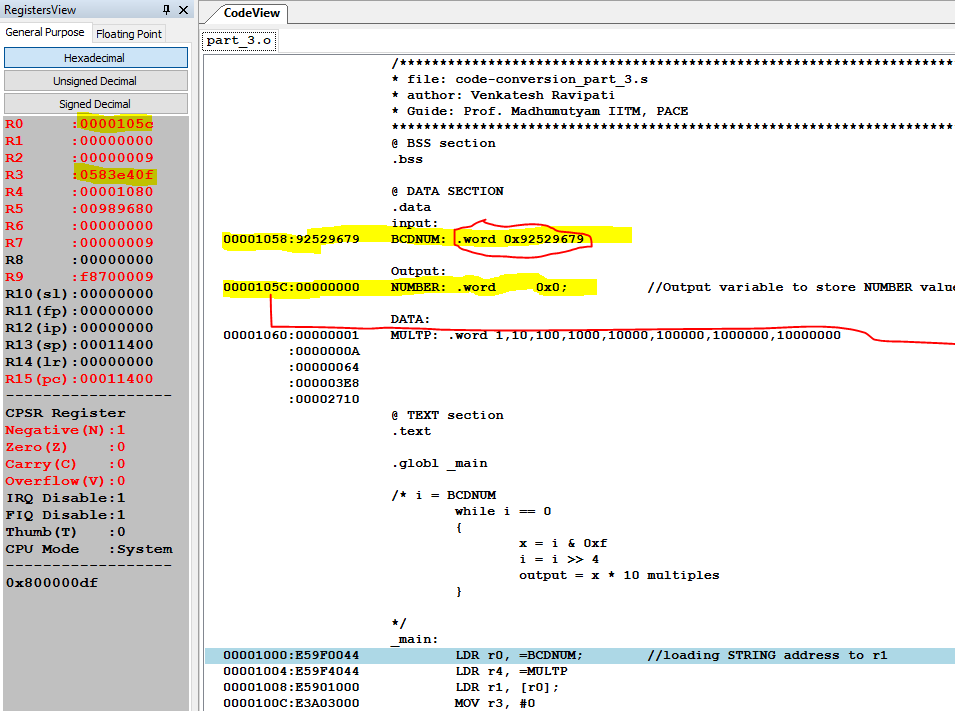 RegistersView
General Purpose Floating Point
Hexadecimal
Unsigned Decimal
Signed Decimal
R0 :0000105c
R1 :00000000
R2 :00000009
R3 :0583e40f
R4 :00001080
R5 :00989680
R6 :00000000
R7 :00000009
R8 :00000000
R9 :f8700009
R10(sl):00000000
R11(fp):00000000
R12(ip):00000000
R13(sp):00011400
R14(lr):00000000
R15(pc):00011400
------------------
CPSR Register
Negative(N):1
Zero(Z) :0
Carry(C) :0
Overflow(V):0
IRQ Disable:1
FIQ Disable:1
Thumb(T) :0
CPU Mode :System
------------------
0x800000df
CodeView
part_3.o
/**********************************************************************
* file: code-conversion_part_3.s
* author: Venkatesh Ravipati
* Guide: Prof. Madhumutyam IITM, PACE
***********************************************************************
@ BSS section
.bss
@ DATA SECTION
.data
input:
00001058:92529679 BCDNUM: .word 0x92529679
Output:
0000105C:00000000 NUMBER: .word 0x0; //Output variable to store NUMBER value
DATA:
00001060:00000001 MULTP: .word 1,10,100,1000,10000,100000,1000000,10000000
:0000000A
:00000064
:000003E8
:00002710
@ TEXT section
.text
.globl _main
/* i = BCDNUM
while i == 0
{
x = i & 0xf
i = i >> 4
output = x * 10 multiples
}
*/
_main:
00001000:E59F0044 LDR r0, =BCDNUM; //loading STRING address to r1
00001004:E59F4044 LDR r4, =MULTP
00001008:E5901000 LDR r1, [r0];
0000100C:E3A03000 MOV r3, #0